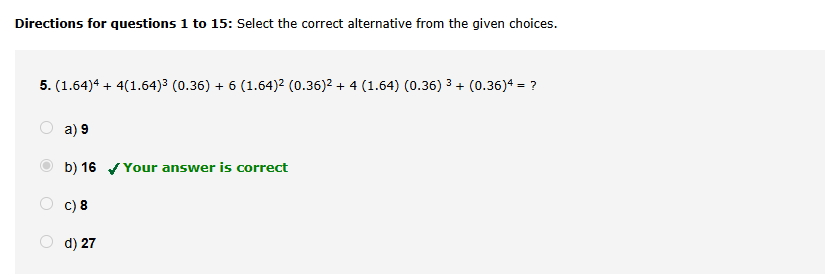 Directions for questions 1 to 15: Select the correct alternative from the given choices.
5. (1.64)⁴ + 4(1.64)³ (0.36) + 6 (1.64)² (0.36)² + 4 (1.64) (0.36) ³ + (0.36)⁴ = ?
a) 9
b) 16 ✓ Your answer is correct
c) 8
d) 27